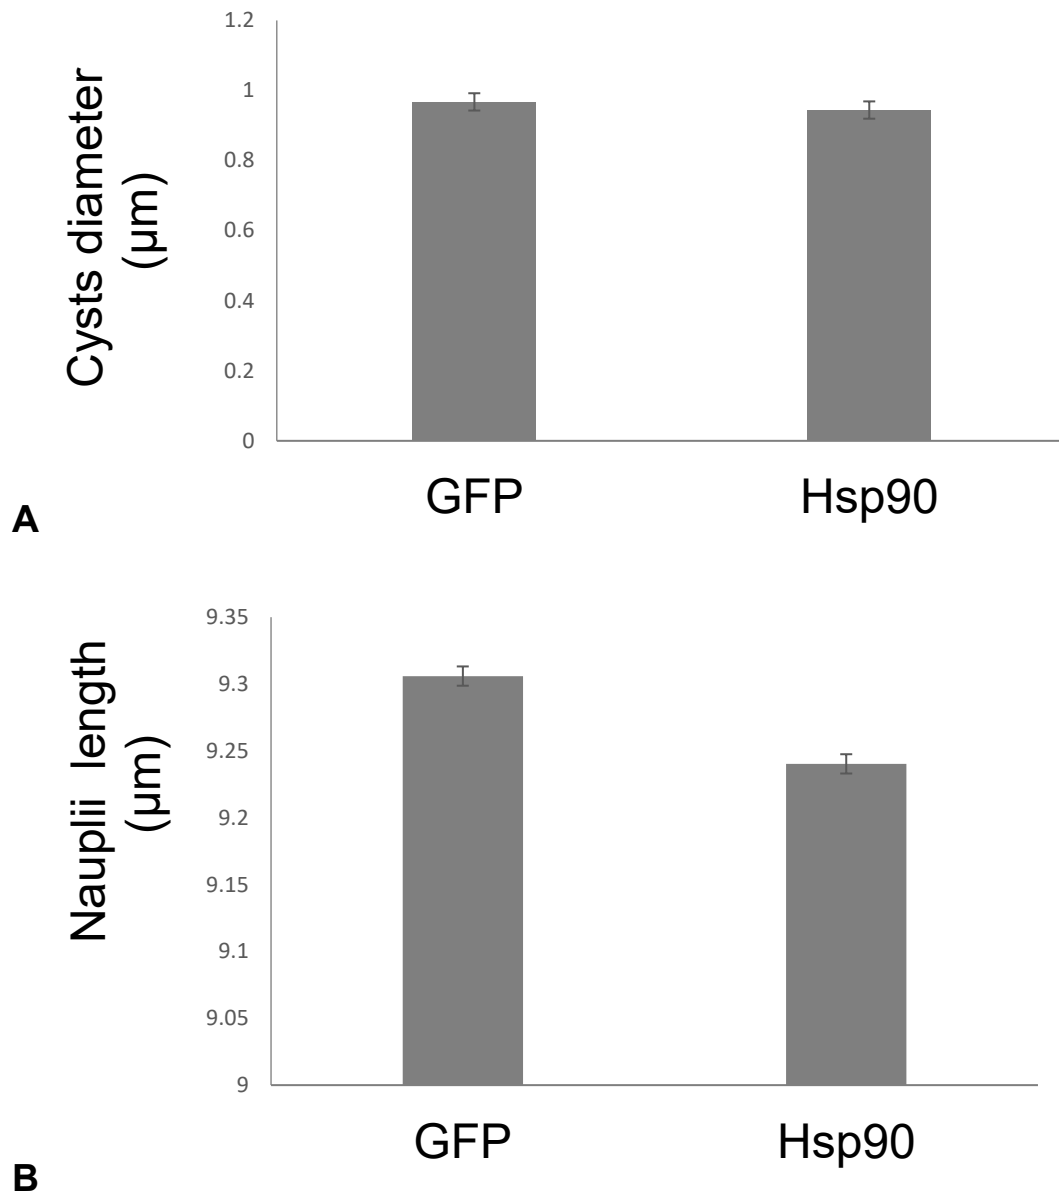 1.2
1
0.8
0.6
0.4
0.2
0
Cysts diameter
(µm)
GFP
Hsp90
A
9.35
9.3
9.25
9.2
9.15
9.1
9.05
9
Nauplii length
(µm)
GFP
Hsp90
B